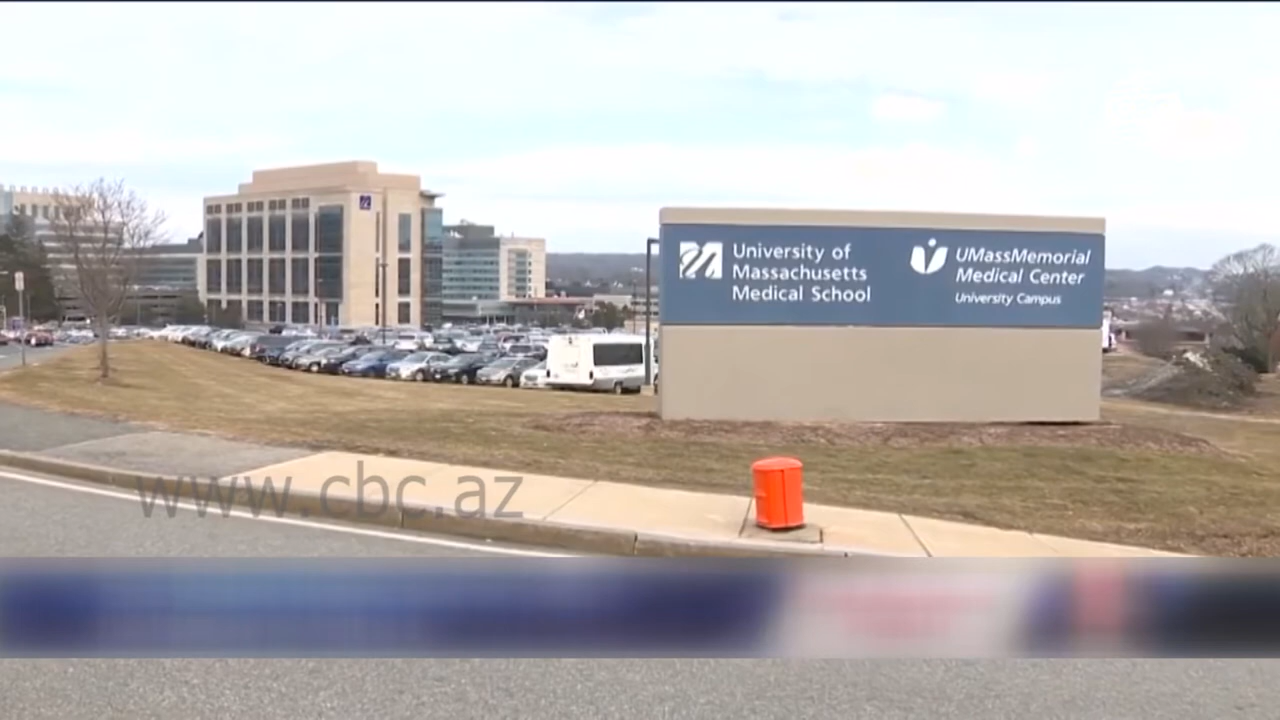 University of
Massachusetts
Medical School
UMassMemorial
Medical Center
University Campus
www.cbc.az